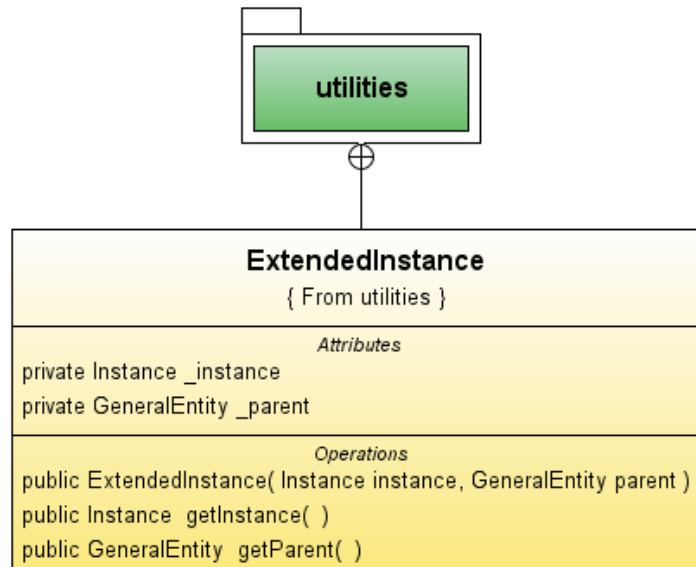 utilities
ExtendedInstance
{ From utilities }
Attributes
private Instance _instance
private GeneralEntity _parent
Operations
public ExtendedInstance( Instance instance, GeneralEntity parent )
public Instance getInstance( )
public GeneralEntity getParent( )